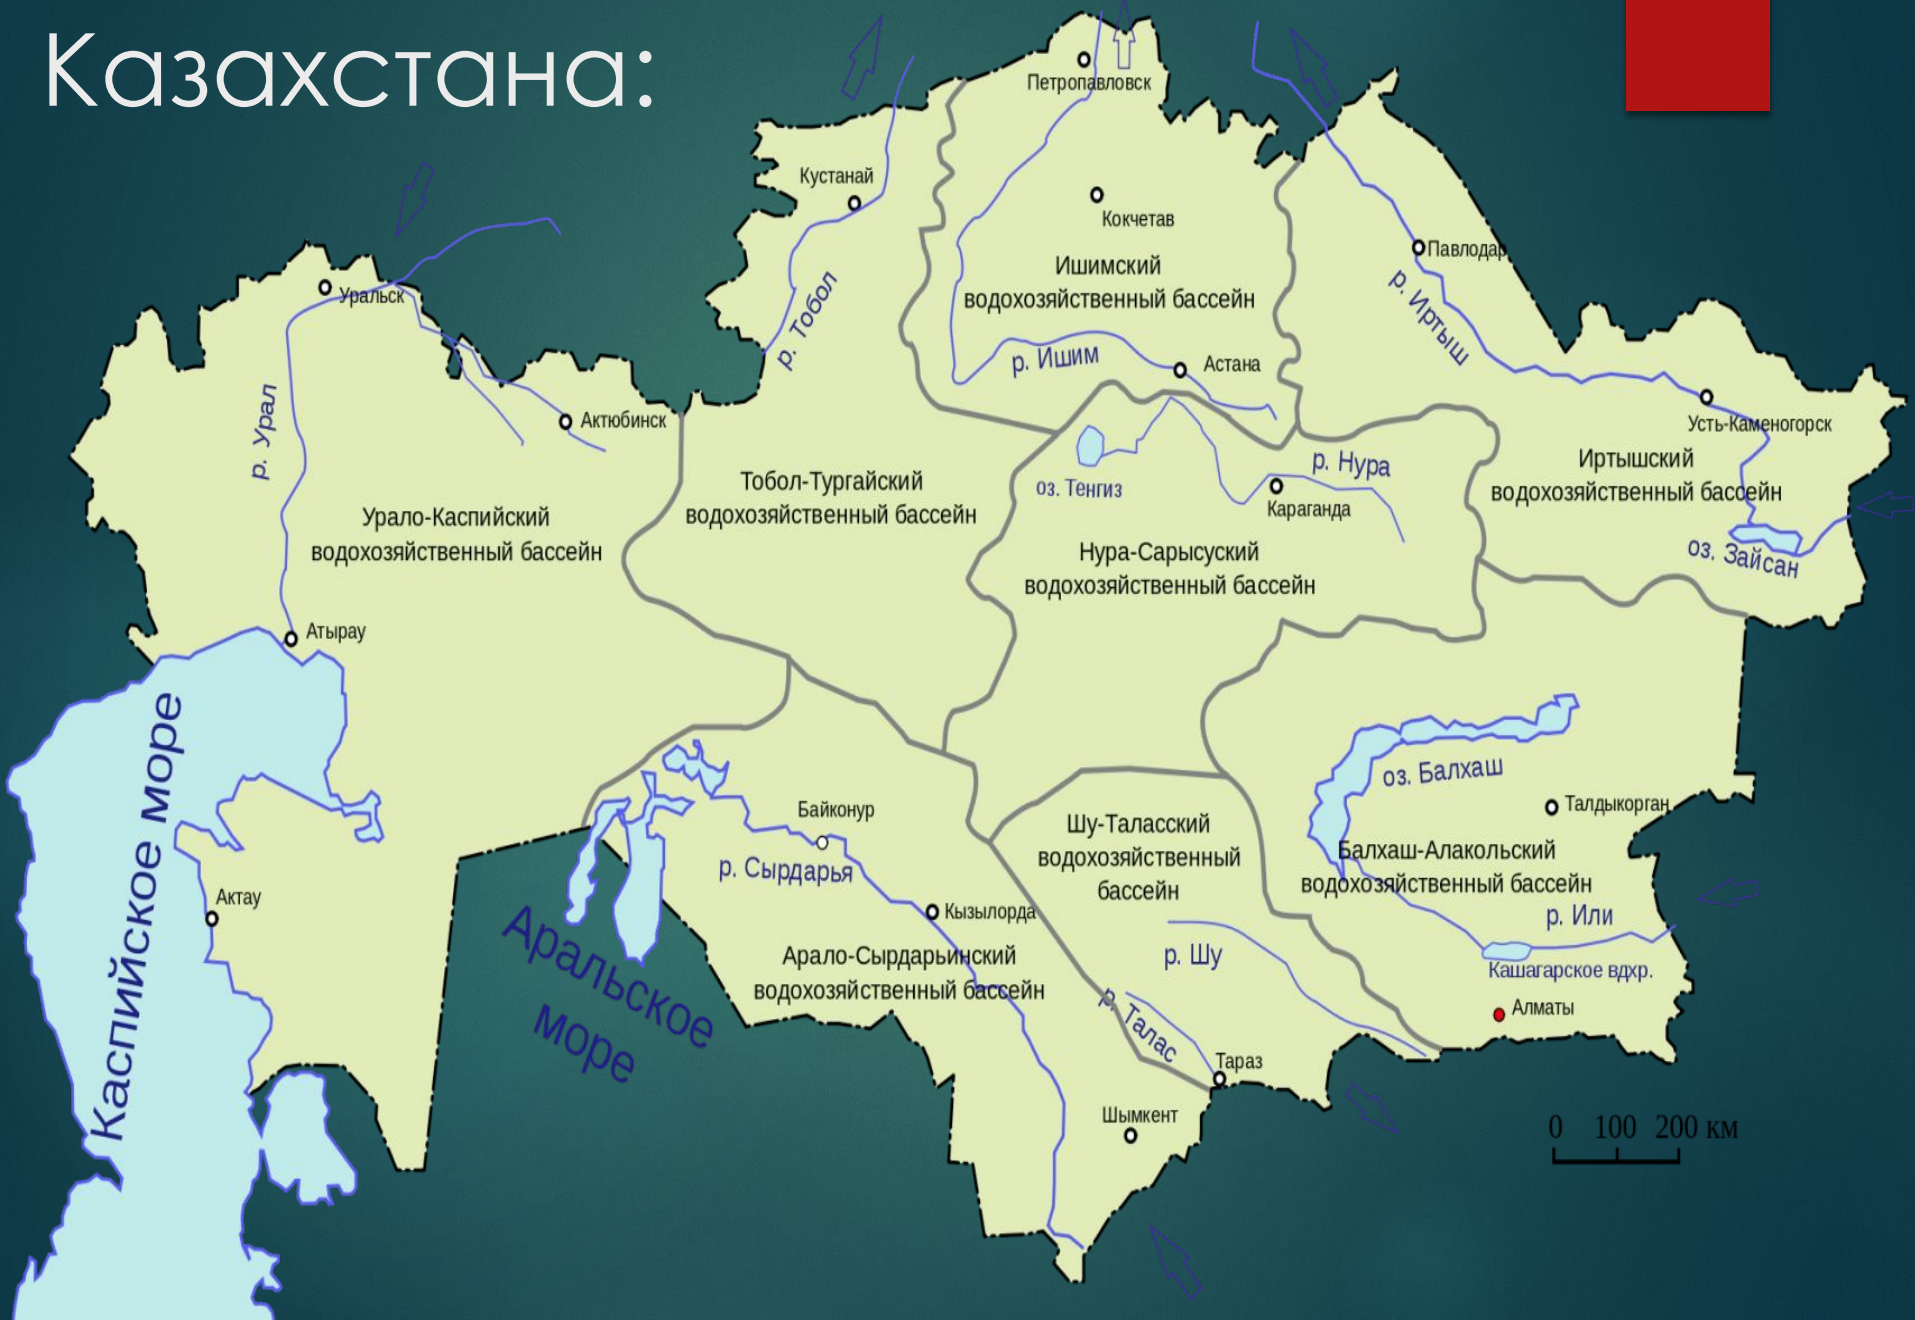 Казахстана:
Петропавловск
Кустанай
Кокчетав
Павлодар
Ишимский
водохозяйственный бассейн
р. Иртыш
Уральск
р. Тобол
р. Ишим
Астана
Усть-Каменогорск
р. Урал
Актюбинск
Иртышский
водохозяйственный бассейн
р. Нура
оз. Тенгиз
Караганда
Тобол-Тургайский
водохозяйственный бассейн
Урало-Каспийский
водохозяйственный бассейн
Нура-Сарысуский
водохозяйственный бассейн
оз. Зайсан
Атырау
Каспийское море
оз. Балхаш
Талдыкорган
Байконур
Шу-Таласский
водохозяйственный
бассейн
Балхаш-Алакольский
водохозяйственный бассейн
р. Сырдарья
Актау
Кызылорда
р. Или
Аральское
море
Арало-Сырдарьинский
водохозяйственный бассейн
р. Шу
Кашагарское вдхр.
Алматы
р. Талас
Тараз
Шымкент
0 100 200 км